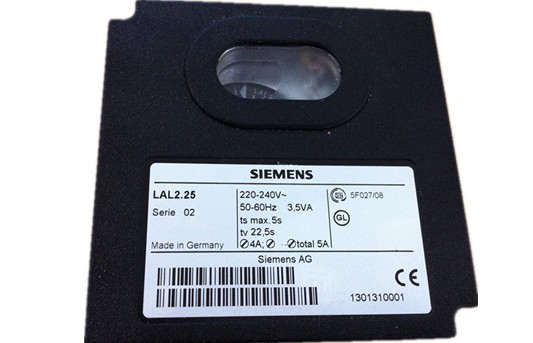 SIEMENS
LAL2.25
Serie 02
Made in Germany
220-240V~
50-60Hz 3,5VA
ts max. 5s
tv 22,5s
4A; ·· total 5A
5F027/08
GL
Siemens AG
CE
1301310001